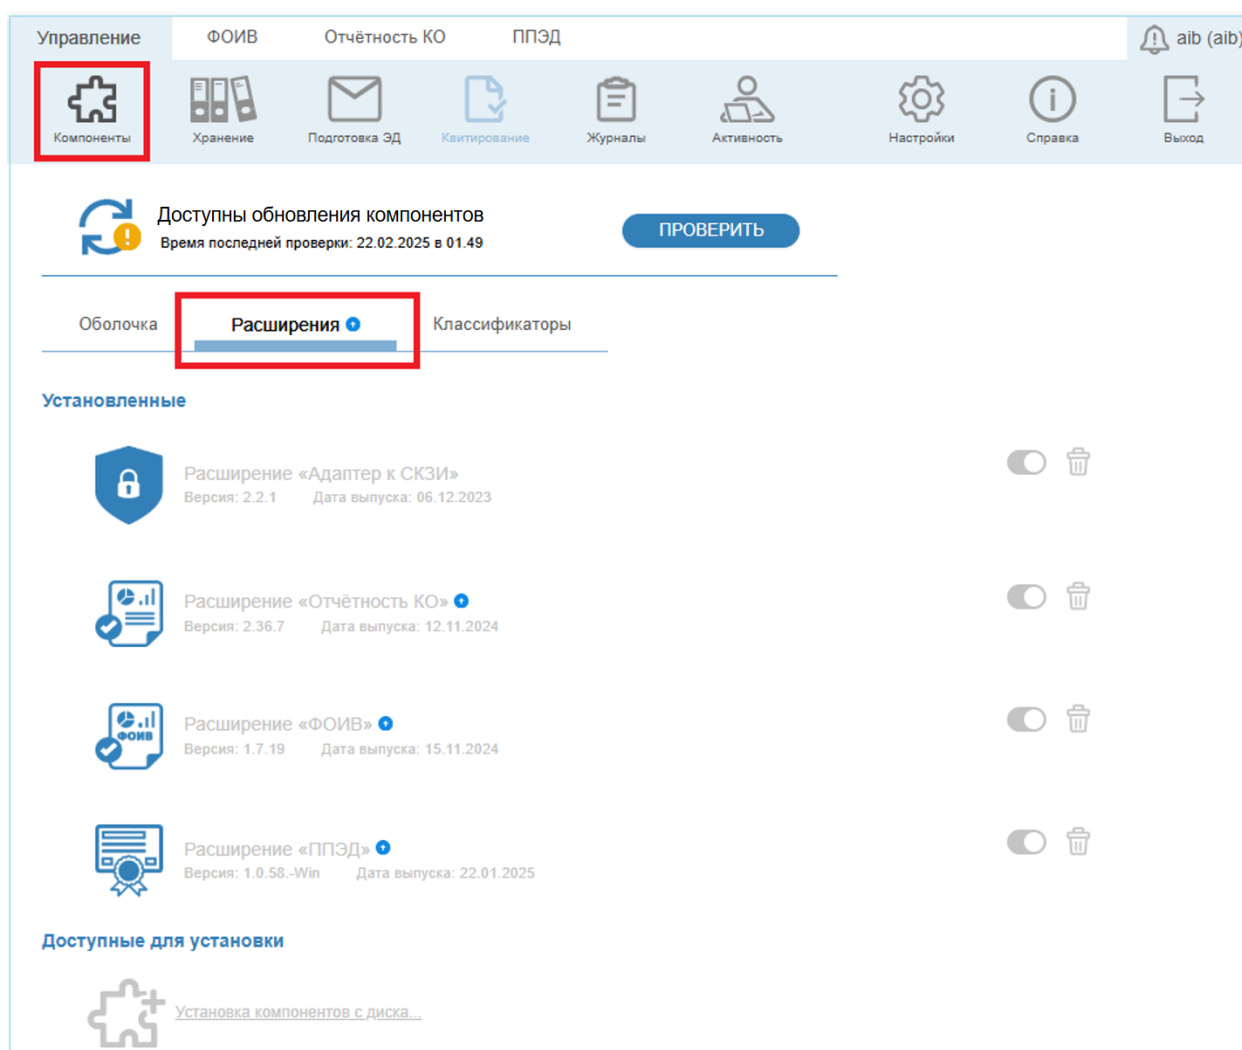 Управление ФОИВ Отчётность КО ППЭД aib (aib)
Компоненты Хранение Подготовка ЭД Квитирование Журналы Активность Настройки Справка Выход
Доступны обновления компонентов
Время последней проверки: 22.02.2025 в 01.49
ПРОВЕРИТЬ
Оболочка Расширения Классификаторы
Установленные
Расширение «Адаптер к СКЗИ»
Версия: 2.2.1 Дата выпуска: 06.12.2023
Расширение «Отчётность КО»
Версия: 2.36.7 Дата выпуска: 12.11.2024
ФОИВ
Расширение «ФОИВ»
Версия: 1.7.19 Дата выпуска: 15.11.2024
Расширение «ППЭД»
Версия: 1.0.58.-Win Дата выпуска: 22.01.2025
Доступные для установки
Установка компонентов с диска...